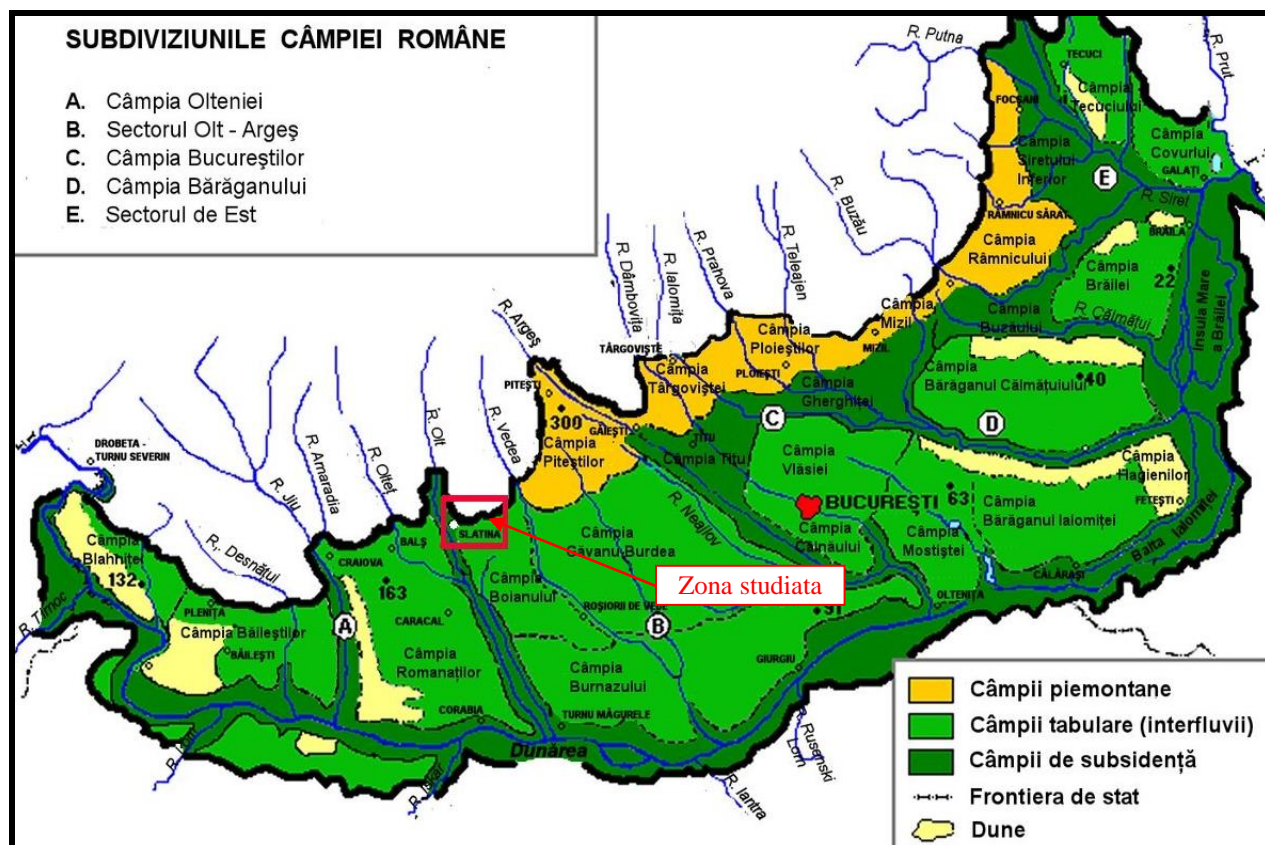 SUBDIVIZIUNILE CÂMPIEI ROMÂNE
A. Câmpia Olteniei
B. Sectorul Olt - Argeş
C. Câmpia Bucureştilor
D. Câmpia Bărăganului
E. Sectorul de Est
R. Putna
TECUCI
R. Prut
Câmpia
Tecuciului
FOCŞANI
Câmpia
Covurlui
GALAŢI
Câmpia
Siretului
Inferior
E
R. Siret
RÂMNICU SĂRAT
R. Buzău
Câmpia
Râmnicului
BRĂILA
Câmpia
Brăilei
22
R. Dâmboviţa
R. Ialomiţa
R. Prahova
R. Teleajen
Câmpia
Mizil
MIZIL
Câmpia
Buzăului
R. Călmăţui
Insula Mare
a Brăilei
R. Argeş
TÂRGOVIŞTE
Câmpia
Ploieştilor
PLOIEŞTI
Câmpia
Târgoviştei
Câmpia
Gherghiţei
Câmpia
Bărăganul Călmăţuiului
40
PITEŞTI
300
GĂIEŞTI
Câmpia
Piteştilor
TITU
Câmpia Titu
C
D
Câmpia
Vlăsiei
Câmpia
Hagienilor
FETEŞTI
DROBETA -
TURNU SEVERIN
R. Jiu
R. Amaradia
R. Olteţ
R. Olt
R. Vedea
R. Neajlov
BUCUREŞTI
63
Câmpia
Bărăganul Ialomiţei
Balta Ialomiţei
SLATINA
BALŞ
CRAIOVA
Câmpia
Găvanu Burdea
Câmpia
Câlnăului
Câmpia
Mostiştei
CĂLĂRAŞI
Câmpia
Blahniţei
132
R,. Desnăţul
163
Câmpia
Boianului
Zona studiata
OLTENIŢA
R. Timoc
PLENIŢA
Câmpia Băileştilor
BĂILEŞTI
A
CARACAL
Câmpia
Romanaţilor
ROŞIORII DE VEDE
B
91
GIURGIU
Câmpia
Burnazului
CORABIA
TURNU MĂGURELE
Dunărea
R. Lom
R. Iskar
R. Iantra
R. Rusenski
Lom
Câmpii piemontane
Câmpii tabulare (interfluvii)
Câmpii de subsidenţă
Frontiera de stat
Dune